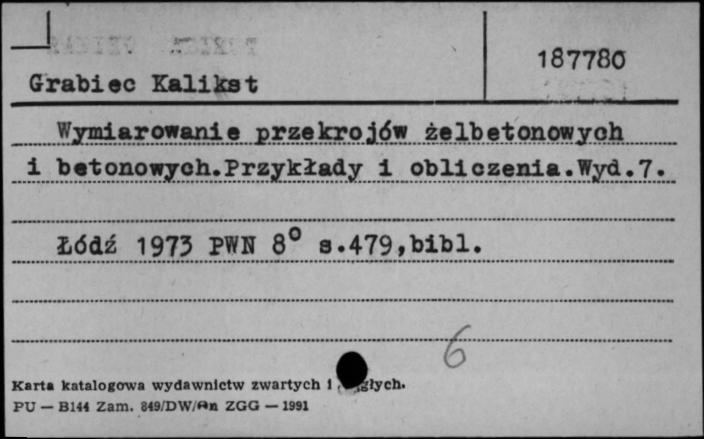 187780
Grabiec Kalikst
Wymiarowanie przekrojów żelbetonowych
i betonowych.Przykłady i obliczenia.Wyd.7.
Łódź 1973 PWN 8° s.479,bibl.
6
Karta katalogowa wydawnictw zwartych i
PU — B144 Zam. 849/DW/An ZGG — 1991